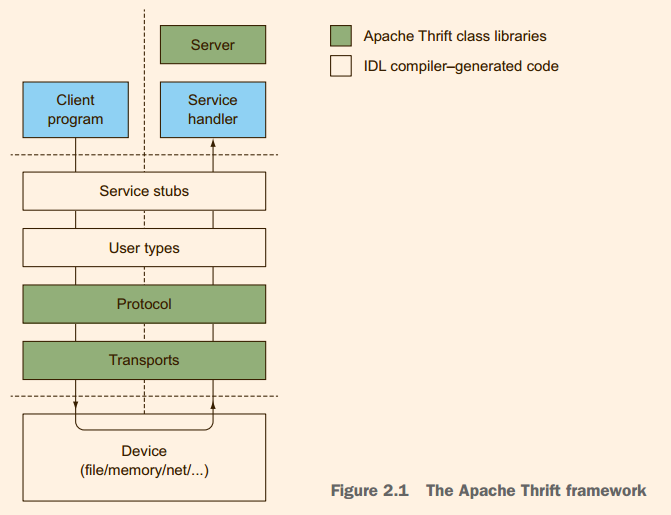 Server
Apache Thrift class libraries
IDL compiler–generated code
Client
program
Service
handler
Service stubs
User types
Protocol
Transports
Device
(file/memory/net/...)
Figure 2.1 The Apache Thrift framework